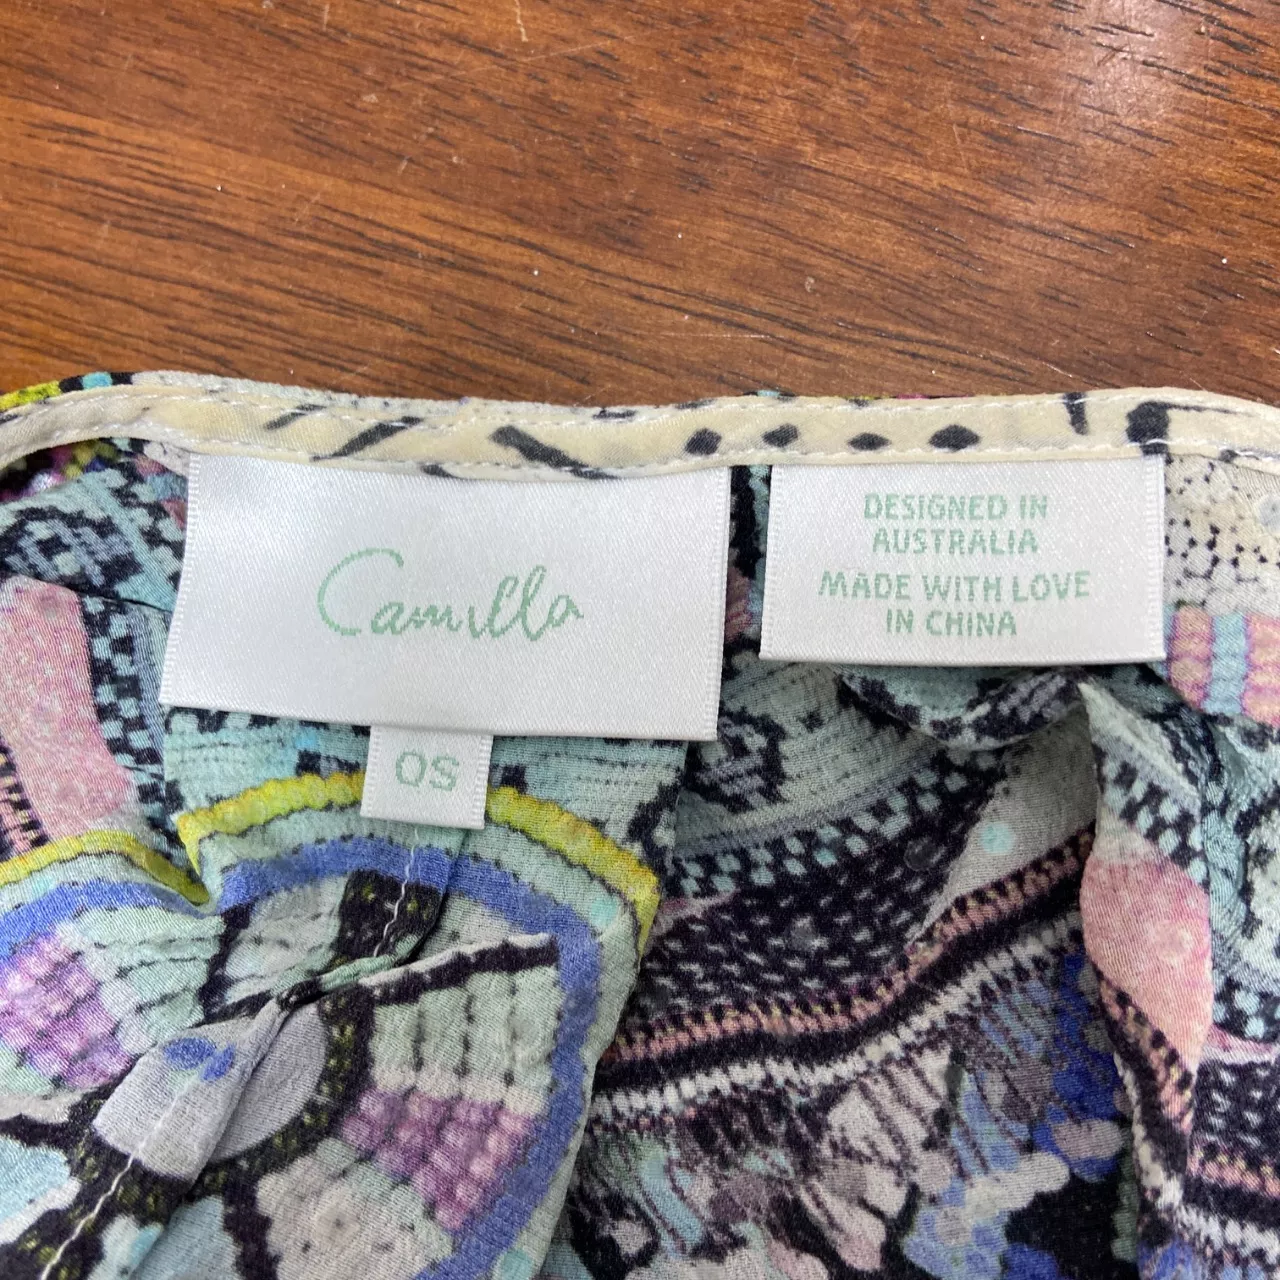 Camilla
OS
DESIGNED IN
AUSTRALIA
MADE WITH LOVE
IN CHINA